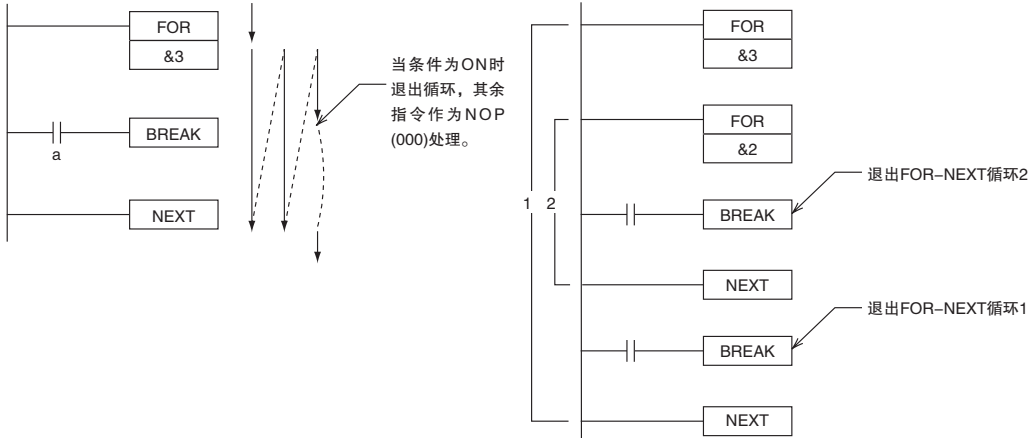 FOR
&3
a
BREAK
NEXT
当条件为ON时
退出循环，其余
指令作为NOP
(000)处理。
FOR
&3
FOR
&2
1 2
BREAK
退出FOR-NEXT循环2
NEXT
BREAK
退出FOR-NEXT循环1
NEXT